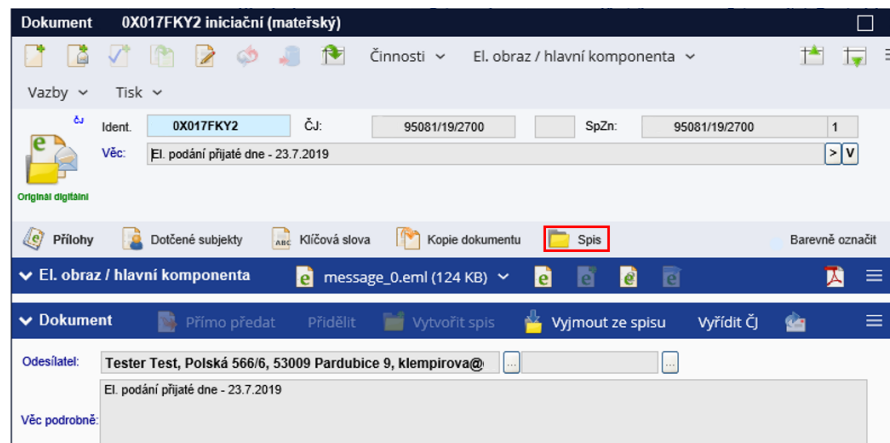 Dokument 0X017FKY2 iniciační (mateřský)
Činnosti El. obraz / hlavní komponenta
Vazby Tisk
čJ Ident. 0X017FKY2 ČJ: 95081/19/2700 SpZn: 95081/19/2700 1
Věc: El. podání přijaté dne - 23.7.2019 > V
Originál digitální
Přílohy ABC Dotčené subjekty Klíčová slova Kopie dokumentu Spis Barevně označit
El. obraz / hlavní komponenta message_0.eml (124 KB)
Dokument Přímo předat Přidělit Vytvořit spis Vyjmout ze spisu Vyřídit ČJ
Odesílatel: Tester Test, Polská 566/6, 53009 Pardubice 9, klempirova@ ... ...
El. podání přijaté dne - 23.7.2019
Věc podrobně: